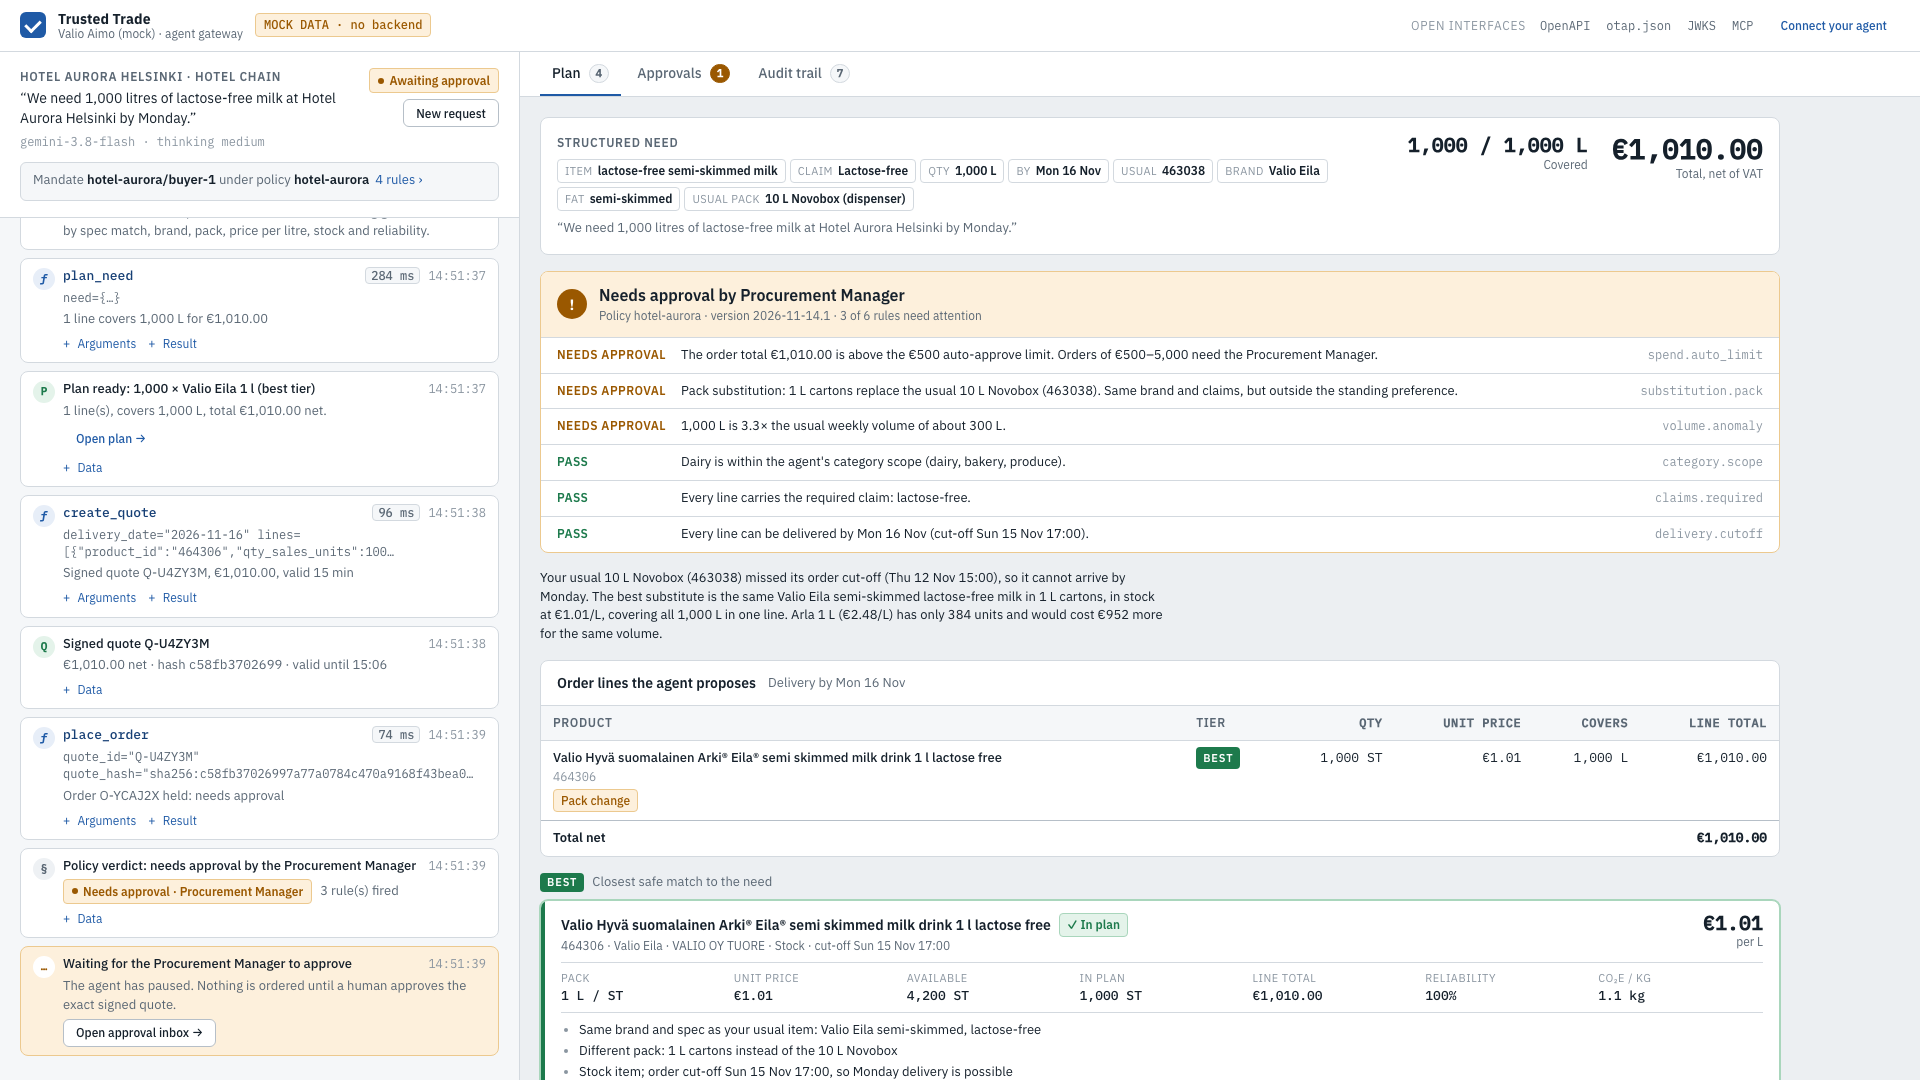 Trusted Trade
Valio Aimo (mock) · agent gateway
MOCK DATA · no backend
OPEN INTERFACES OpenAPI otap.json JWKS MCP Connect your agent
HOTEL AURORA HELSINKI · HOTEL CHAIN
Awaiting approval
“We need 1,000 litres of lactose-free milk at Hotel
Aurora Helsinki by Monday.”
New request
gemini-3.8-flash · thinking medium
Mandate hotel-aurora/buyer-1 under policy hotel-aurora 4 rules ›
by spec match, brand, pack, price per litre, stock and reliability.
ƒ plan_need 284 ms 14:51:37
need={…}
1 line covers 1,000 L for €1,010.00
+ Arguments + Result
P Plan ready: 1,000 × Valio Eila 1 l (best tier) 14:51:37
1 line(s), covers 1,000 L, total €1,010.00 net.
Open plan →
+ Data
ƒ create_quote 96 ms 14:51:38
delivery_date="2026-11-16" lines=
[{"product_id":"464306","qty_sales_units":100…
Signed quote Q-U4ZY3M, €1,010.00, valid 15 min
+ Arguments + Result
Q Signed quote Q-U4ZY3M 14:51:38
€1,010.00 net · hash c58fb3702699 · valid until 15:06
+ Data
ƒ place_order 74 ms 14:51:39
quote_id="Q-U4ZY3M"
quote_hash="sha256:c58fb37026997a77a0784c470a9168f43bea0…
Order O-YCAJ2X held: needs approval
+ Arguments + Result
§ Policy verdict: needs approval by the Procurement Manager 14:51:39
Needs approval · Procurement Manager 3 rule(s) fired
+ Data
… Waiting for the Procurement Manager to approve 14:51:39
The agent has paused. Nothing is ordered until a human approves the
exact signed quote.
Open approval inbox →
Plan 4 Approvals 1 Audit trail 7
STRUCTURED NEED
ITEM lactose-free semi-skimmed milk CLAIM Lactose-free QTY 1,000 L BY Mon 16 Nov USUAL 463038 BRAND Valio Eila
FAT semi-skimmed USUAL PACK 10 L Novobox (dispenser)
“We need 1,000 litres of lactose-free milk at Hotel Aurora Helsinki by Monday.”
1,000 / 1,000 L
Covered
€1,010.00
Total, net of VAT
! Needs approval by Procurement Manager
Policy hotel-aurora · version 2026-11-14.1 · 3 of 6 rules need attention
NEEDS APPROVAL The order total €1,010.00 is above the €500 auto-approve limit. Orders of €500–5,000 need the Procurement Manager. spend.auto_limit
NEEDS APPROVAL Pack substitution: 1 L cartons replace the usual 10 L Novobox (463038). Same brand and claims, but outside the standing preference. substitution.pack
NEEDS APPROVAL 1,000 L is 3.3× the usual weekly volume of about 300 L. volume.anomaly
PASS Dairy is within the agent's category scope (dairy, bakery, produce). category.scope
PASS Every line carries the required claim: lactose-free. claims.required
PASS Every line can be delivered by Mon 16 Nov (cut-off Sun 15 Nov 17:00). delivery.cutoff
Your usual 10 L Novobox (463038) missed its order cut-off (Thu 12 Nov 15:00), so it cannot arrive by
Monday. The best substitute is the same Valio Eila semi-skimmed lactose-free milk in 1 L cartons, in stock
at €1.01/L, covering all 1,000 L in one line. Arla 1 L (€2.48/L) has only 384 units and would cost €952 more
for the same volume.
Order lines the agent proposes Delivery by Mon 16 Nov
PRODUCT TIER QTY UNIT PRICE COVERS LINE TOTAL
Valio Hyvä suomalainen Arki® Eila® semi skimmed milk drink 1 l lactose free BEST 1,000 ST €1.01 1,000 L €1,010.00
464306
Pack change
Total net €1,010.00
BEST Closest safe match to the need
Valio Hyvä suomalainen Arki® Eila® semi skimmed milk drink 1 l lactose free ✓ In plan
€1.01
464306 · Valio Eila · VALIO OY TUORE · Stock · cut-off Sun 15 Nov 17:00
per L
PACK UNIT PRICE AVAILABLE IN PLAN LINE TOTAL RELIABILITY CO₂E / KG
1 L / ST €1.01 4,200 ST 1,000 ST €1,010.00 100% 1.1 kg
• Same brand and spec as your usual item: Valio Eila semi-skimmed, lactose-free
• Different pack: 1 L cartons instead of the 10 L Novobox
• Stock item; order cut-off Sun 15 Nov 17:00, so Monday delivery is possible